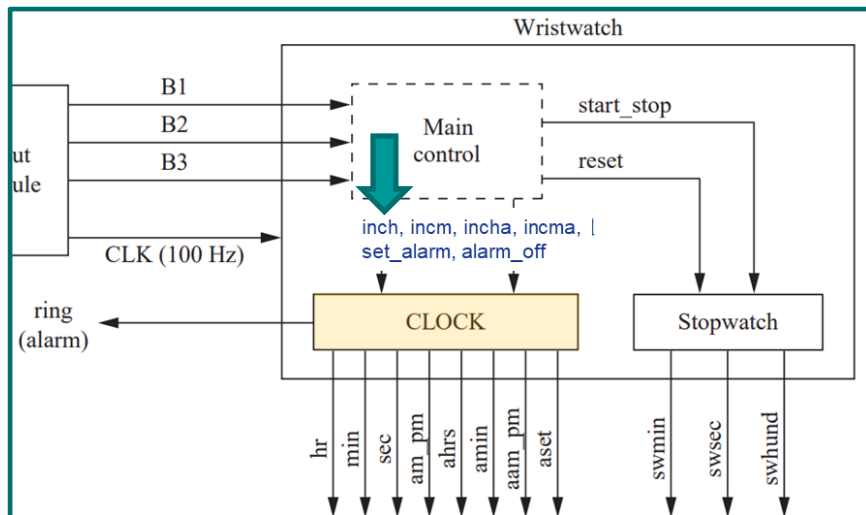 Wristwatch
B1
B2
B3
Main
control
start_stop
reset
ut
ule
CLK (100 Hz)
inch, incm, incha, incma,
set_alarm, alarm_off
ring
(alarm)
CLOCK
Stopwatch
hr
min
sec
am_pm
ahrs
amin
aam_pm
aset
swmin
swsec
swhund